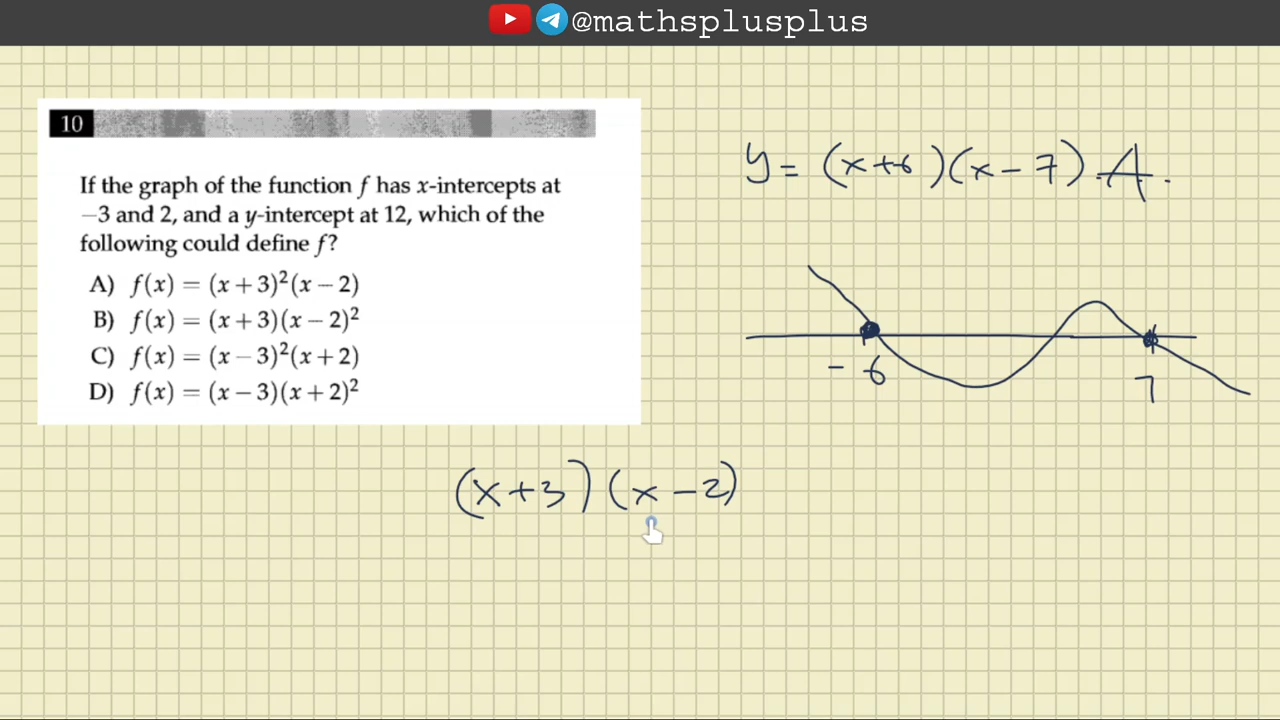 @mathsplusplus
10
If the graph of the function f has x-intercepts at
−3 and 2, and a y-intercept at 12, which of the
following could define f?
A) f(x) = (x + 3)²(x − 2)
B) f(x) = (x + 3)(x − 2)²
C) f(x) = (x − 3)²(x + 2)
D) f(x) = (x − 3)(x + 2)²
y = (x+6)(x−7).A.
−6 7
(x+3)(x−2)